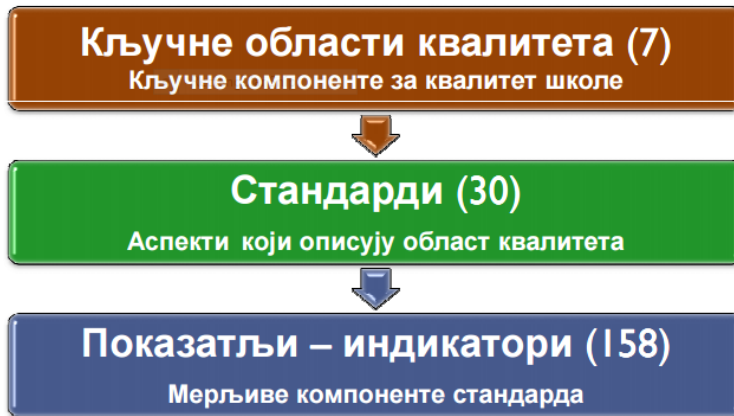 Кључне области квалитета (7)
Кључне компоненте за квалитет школе
Стандарди (30)
Аспекти који описују област квалитета
Показатљи – индикатори (158)
Мерљиве компоненте стандарда